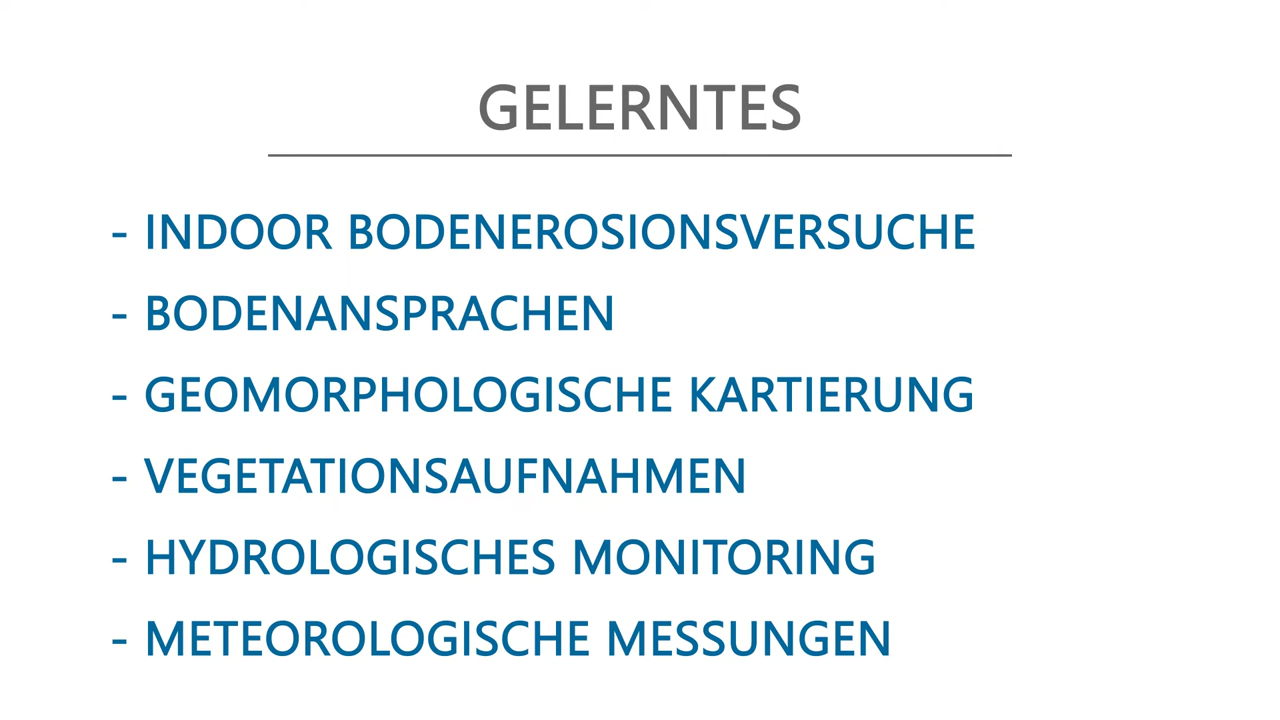 GELERNTES
- INDOOR BODENEROSIONSVERSUCHE
- BODENANSPRACHEN
- GEOMORPHOLOGISCHE KARTIERUNG
- VEGETATIONSAUFNAHMEN
- HYDROLOGISCHES MONITORING
- METEOROLOGISCHE MESSUNGEN